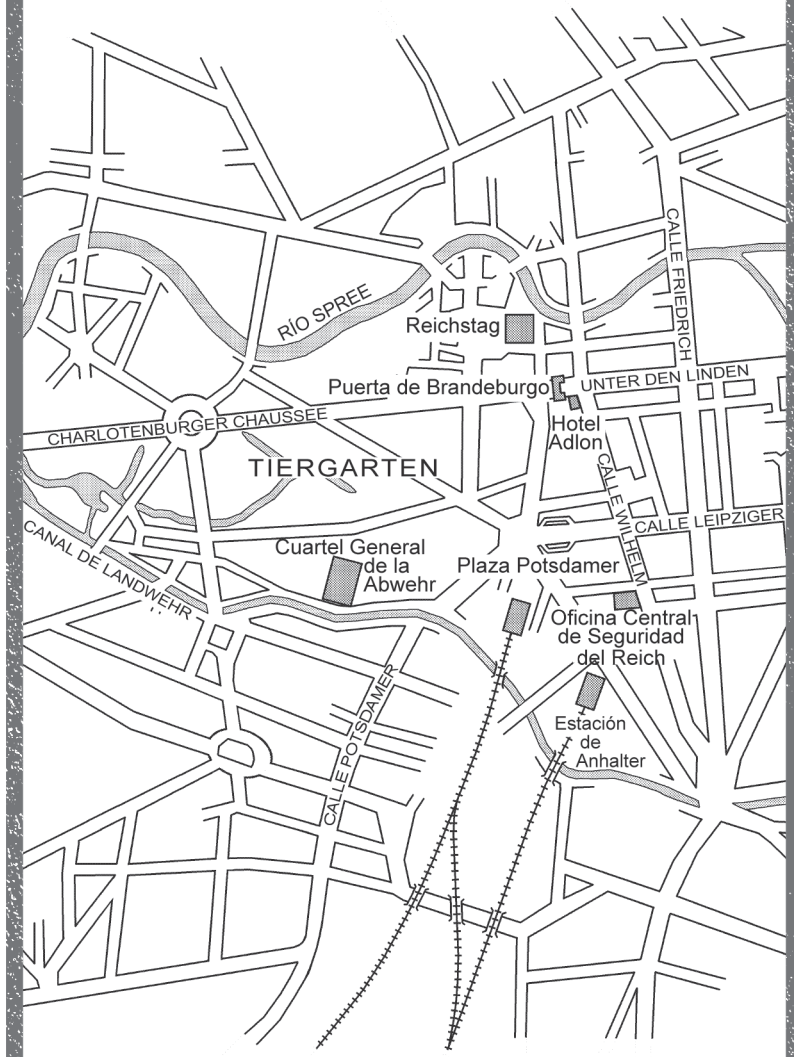 CALLE FRIEDRICH
RÍO SPREE
Reichstag
Puerta de Brandeburgo
UNTER DEN LINDEN
CHARLOTENBURGER CHAUSSEE
Hotel
Adlon
TIERGARTEN
CALLE WILHELM
CALLE LEIPZIGER
CANAL DE LANDWEHR
Cuartel General
de la
Abwehr
Plaza Potsdamer
Oficina Central
de Seguridad
del Reich
CALLE POTSDAMER
Estación
de
Anhalter